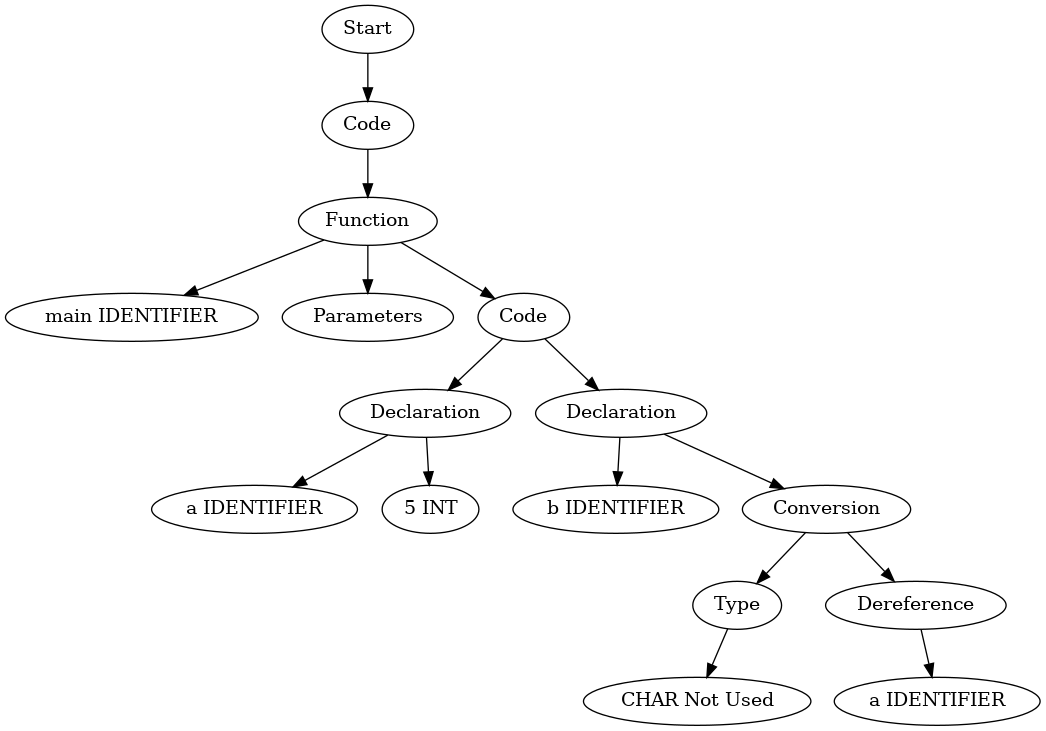 Start
Code
Function
main IDENTIFIER
Parameters
Code
Declaration
Declaration
a IDENTIFIER
5 INT
b IDENTIFIER
Conversion
Type
Dereference
CHAR Not Used
a IDENTIFIER